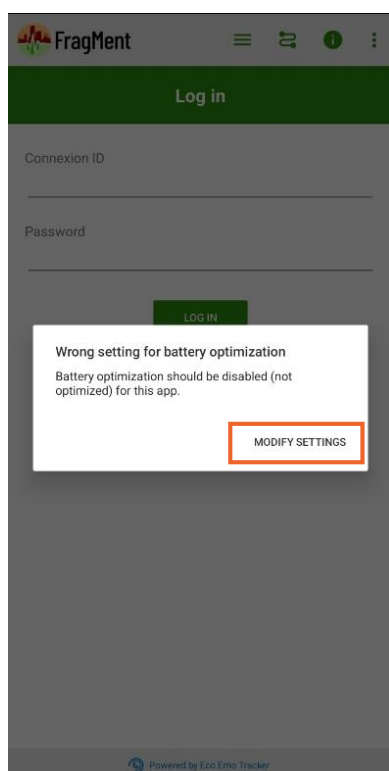 FragMent
Log in
Connexion ID
Password
LOG IN
Wrong setting for battery optimization
Battery optimization should be disabled (not
optimized) for this app.
MODIFY SETTINGS
Powered by Eco Emo Tracker